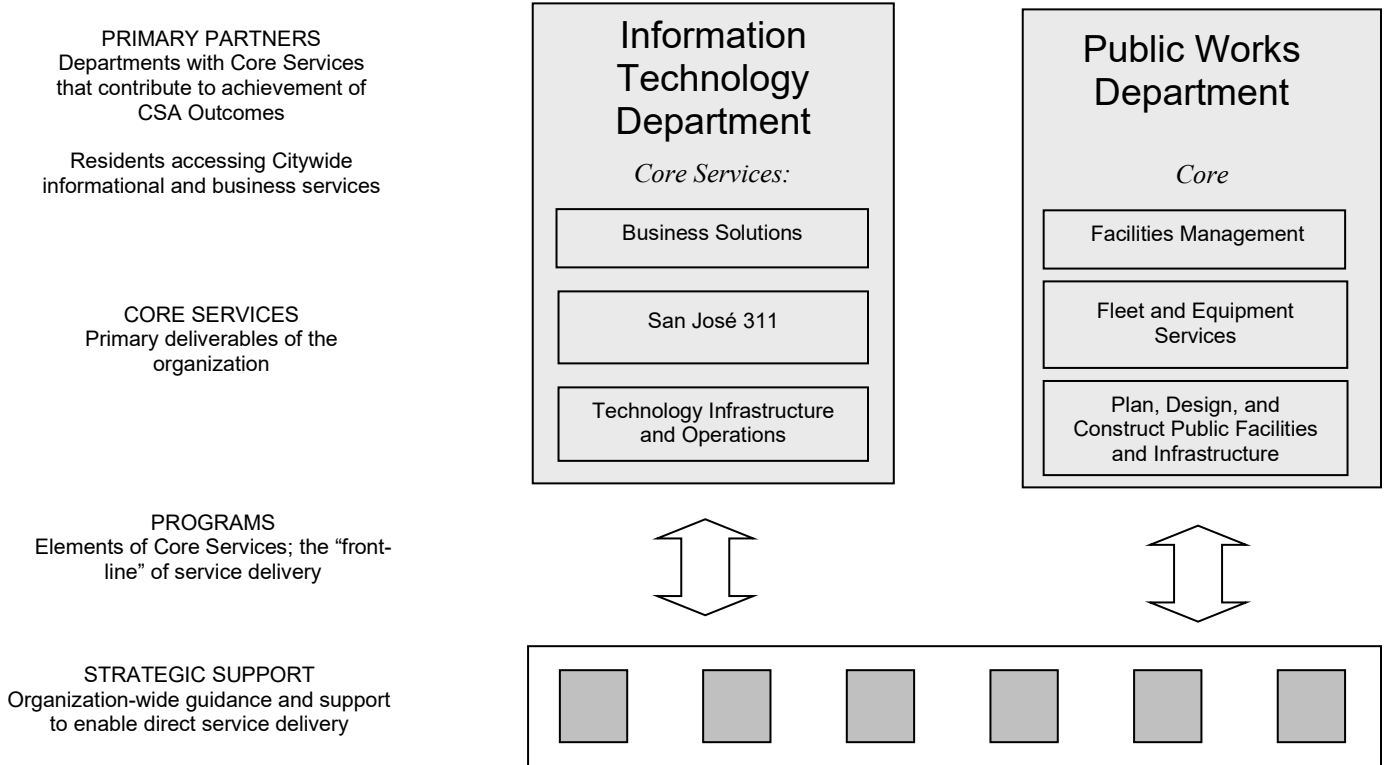 PRIMARY PARTNERS
Departments with Core Services
that contribute to achievement of
CSA Outcomes
Residents accessing Citywide
informational and business services
CORE SERVICES
Primary deliverables of the
organization
PROGRAMS
Elements of Core Services; the “front-
line” of service delivery
STRATEGIC SUPPORT
Organization-wide guidance and support
to enable direct service delivery
Information
Technology
Department
Core Services:
Business Solutions
San José 311
Technology Infrastructure
and Operations
Public Works
Department
Core
Facilities Management
Fleet and Equipment
Services
Plan, Design, and
Construct Public Facilities
and Infrastructure